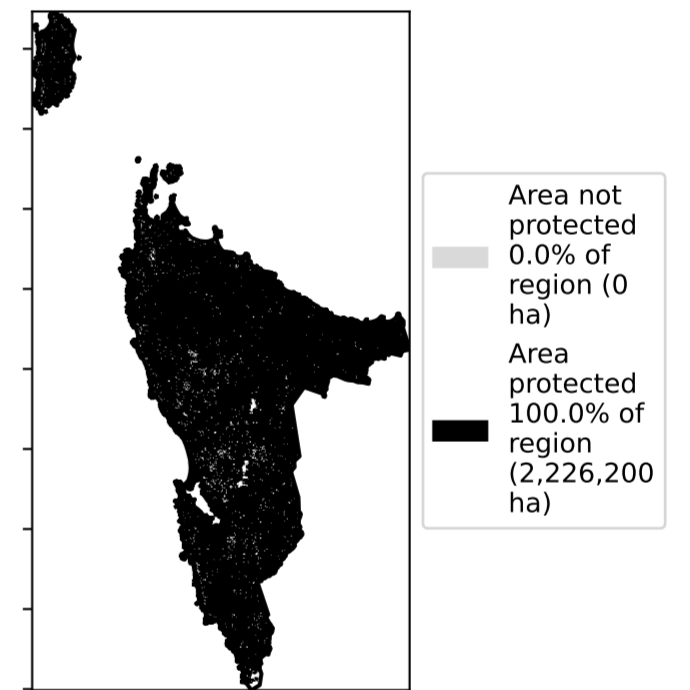 Area not
protected
0.0% of
region (0
ha)
Area
protected
100.0% of
region
(2,226,200
ha)